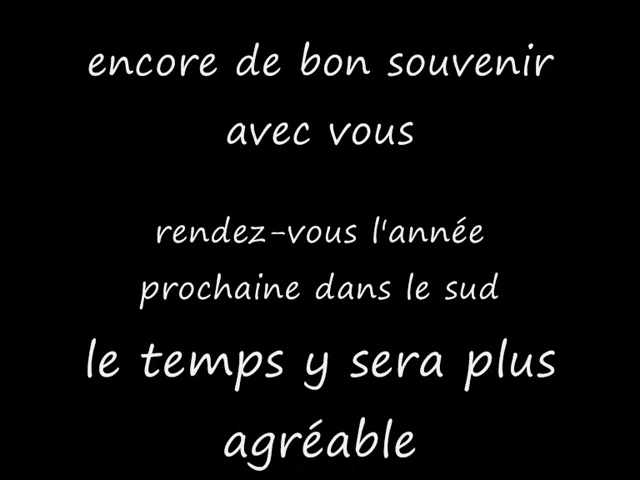 encore de bon souvenir
avec vous
rendez-vous l'année
prochaine dans le sud
le temps y sera plus
agréable